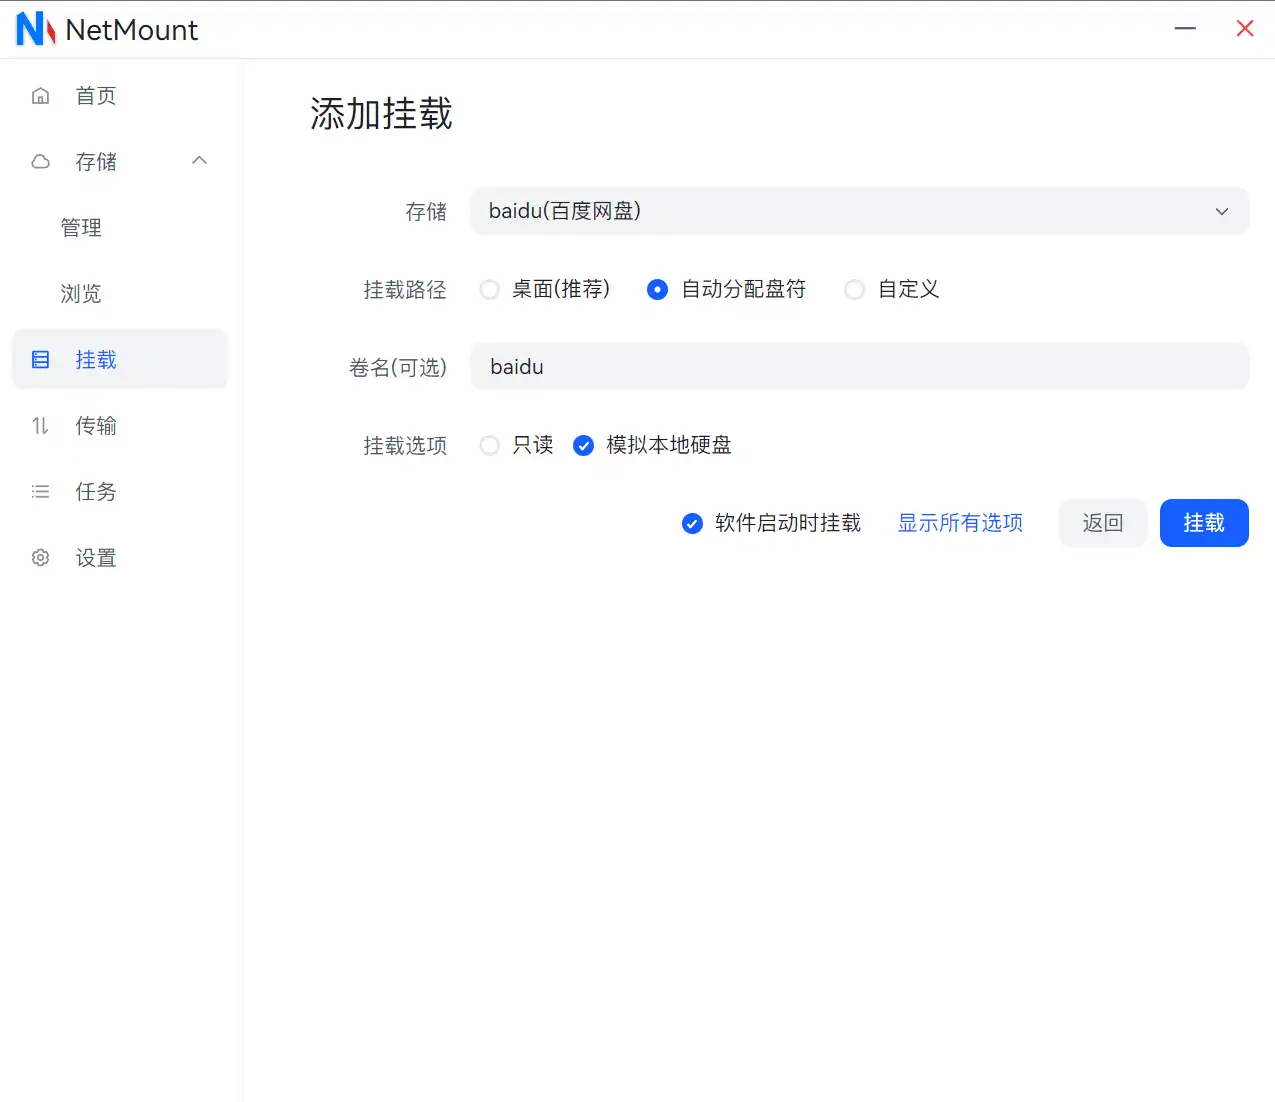 NetMount
首页
存储
管理
浏览
挂载
传输
任务
设置
添加挂载
存储 baidu(百度网盘)
挂载路径 桌面(推荐) 自动分配盘符 自定义
卷名(可选) baidu
挂载选项 只读 模拟本地硬盘
软件启动时挂载 显示所有选项 返回 挂载